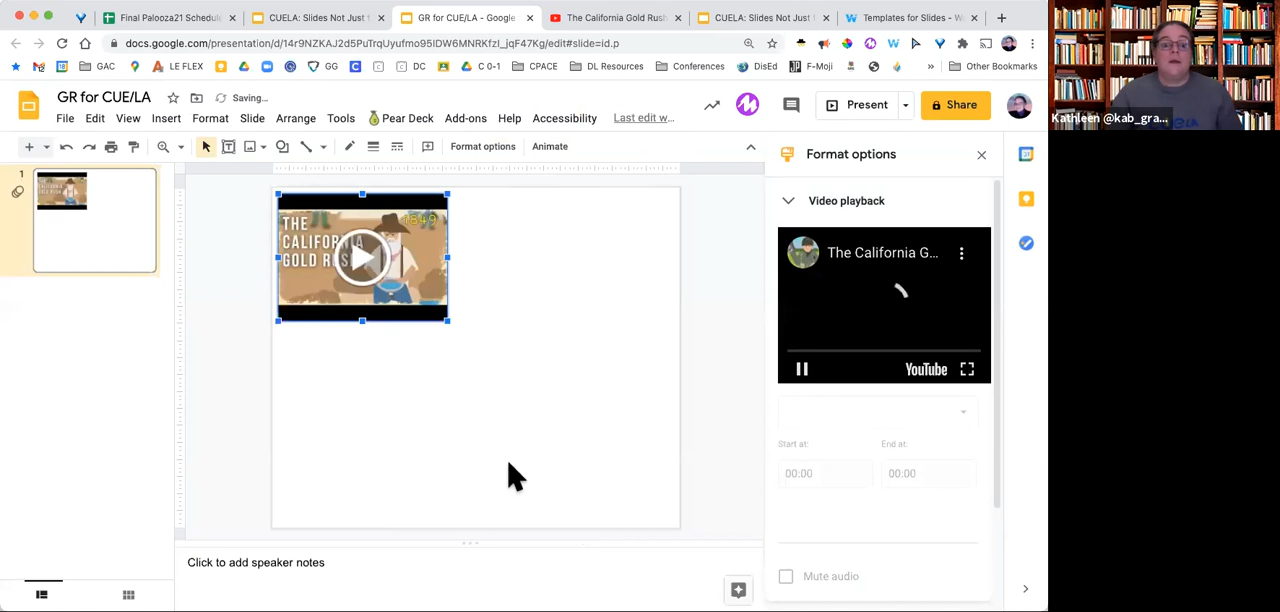 Final Palooza21 Schedul
CUELA: Slides Not Just
GR for CUE/LA - Google
The California Gold Rush
CUELA: Slides Not Just
Templates for Slides - W
docs.google.com/presentation/d/14r9NZKAJ2d5PuTrqUyufmo95IDW6MNRKfzI_jqF47Kg/edit#slide=id.p
GAC
LE FLEX
GG
C
DC
C 0-1
CPACE
DL Resources
Conferences
DisEd
F-Moji
Other Bookmarks
Kathleen @kab_gra...
GR for CUE/LA
Saving...
File Edit View Insert Format Slide Arrange Tools Pear Deck Add-ons Help Accessibility Last edit w...
Present
Share
Format options
Animate
1
THE
CALIFORNIA
GOLD RUSH
1849
Format options
Video playback
The California G...
YouTube
Start at:
End at:
00:00
00:00
Mute audio
Click to add speaker notes